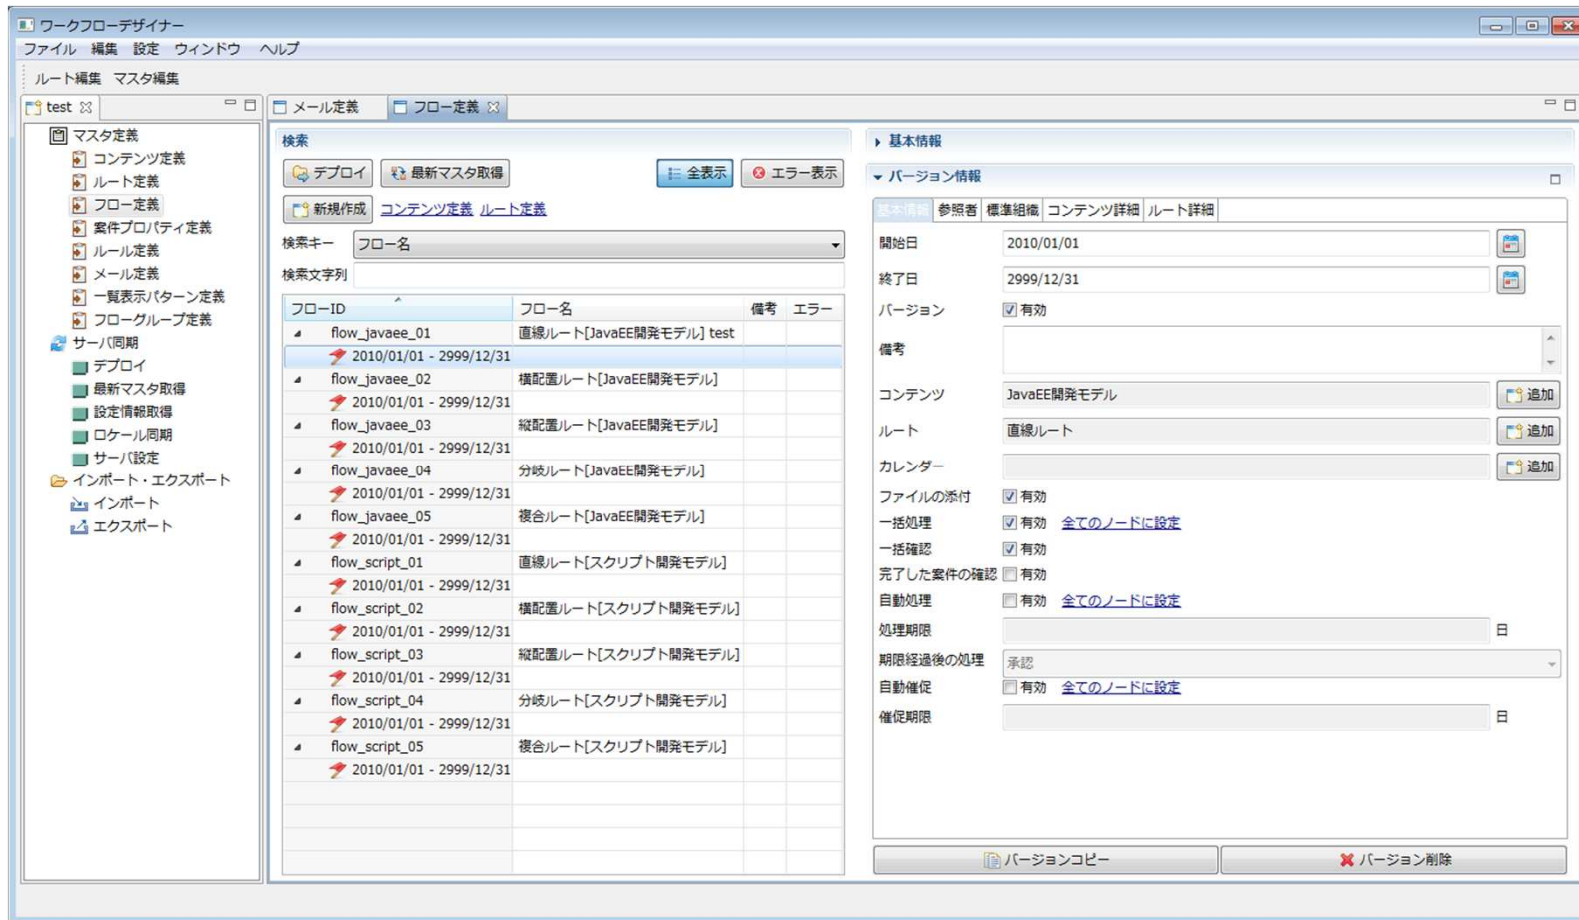 ワークフローデザイナー
ファイル 編集 設定 ウィンドウ ヘルプ
ルート編集 マスタ編集
test
マスタ定義
コンテンツ定義
ルート定義
フロー定義
案件プロパティ定義
ルール定義
メール定義
一覧表示パターン定義
フローグループ定義
サーバ同期
デプロイ
最新マスタ取得
設定情報取得
ロケール同期
サーバ設定
インポート・エクスポート
インポート
エクスポート
メール定義 フロー定義
検索
デプロイ 最新マスタ取得 全表示 エラー表示
新規作成 コンテンツ定義 ルート定義
検索キー フロー名
検索文字列
フローID フロー名 備考 エラー
flow_javaee_01 直線ルート[JavaEE開発モデル] test
2010/01/01 - 2999/12/31
flow_javaee_02 横配置ルート[JavaEE開発モデル]
2010/01/01 - 2999/12/31
flow_javaee_03 縦配置ルート[JavaEE開発モデル]
2010/01/01 - 2999/12/31
flow_javaee_04 分岐ルート[JavaEE開発モデル]
2010/01/01 - 2999/12/31
flow_javaee_05 複合ルート[JavaEE開発モデル]
2010/01/01 - 2999/12/31
flow_script_01 直線ルート[スクリプト開発モデル]
2010/01/01 - 2999/12/31
flow_script_02 横配置ルート[スクリプト開発モデル]
2010/01/01 - 2999/12/31
flow_script_03 縦配置ルート[スクリプト開発モデル]
2010/01/01 - 2999/12/31
flow_script_04 分岐ルート[スクリプト開発モデル]
2010/01/01 - 2999/12/31
flow_script_05 複合ルート[スクリプト開発モデル]
2010/01/01 - 2999/12/31
基本情報
バージョン情報
基本情報 参照者 標準組織 コンテンツ詳細 ルート詳細
開始日 2010/01/01
終了日 2999/12/31
バージョン 有効
備考
コンテンツ JavaEE開発モデル 追加
ルート 直線ルート 追加
カレンダー 追加
ファイルの添付 有効
一括処理 有効 全てのノードに設定
一括確認 有効
完了した案件の確認 有効
自動処理 有効 全てのノードに設定
処理期限 日
期限経過後の処理 承認
自動催促 有効 全てのノードに設定
催促期限 日
バージョンコピー バージョン削除